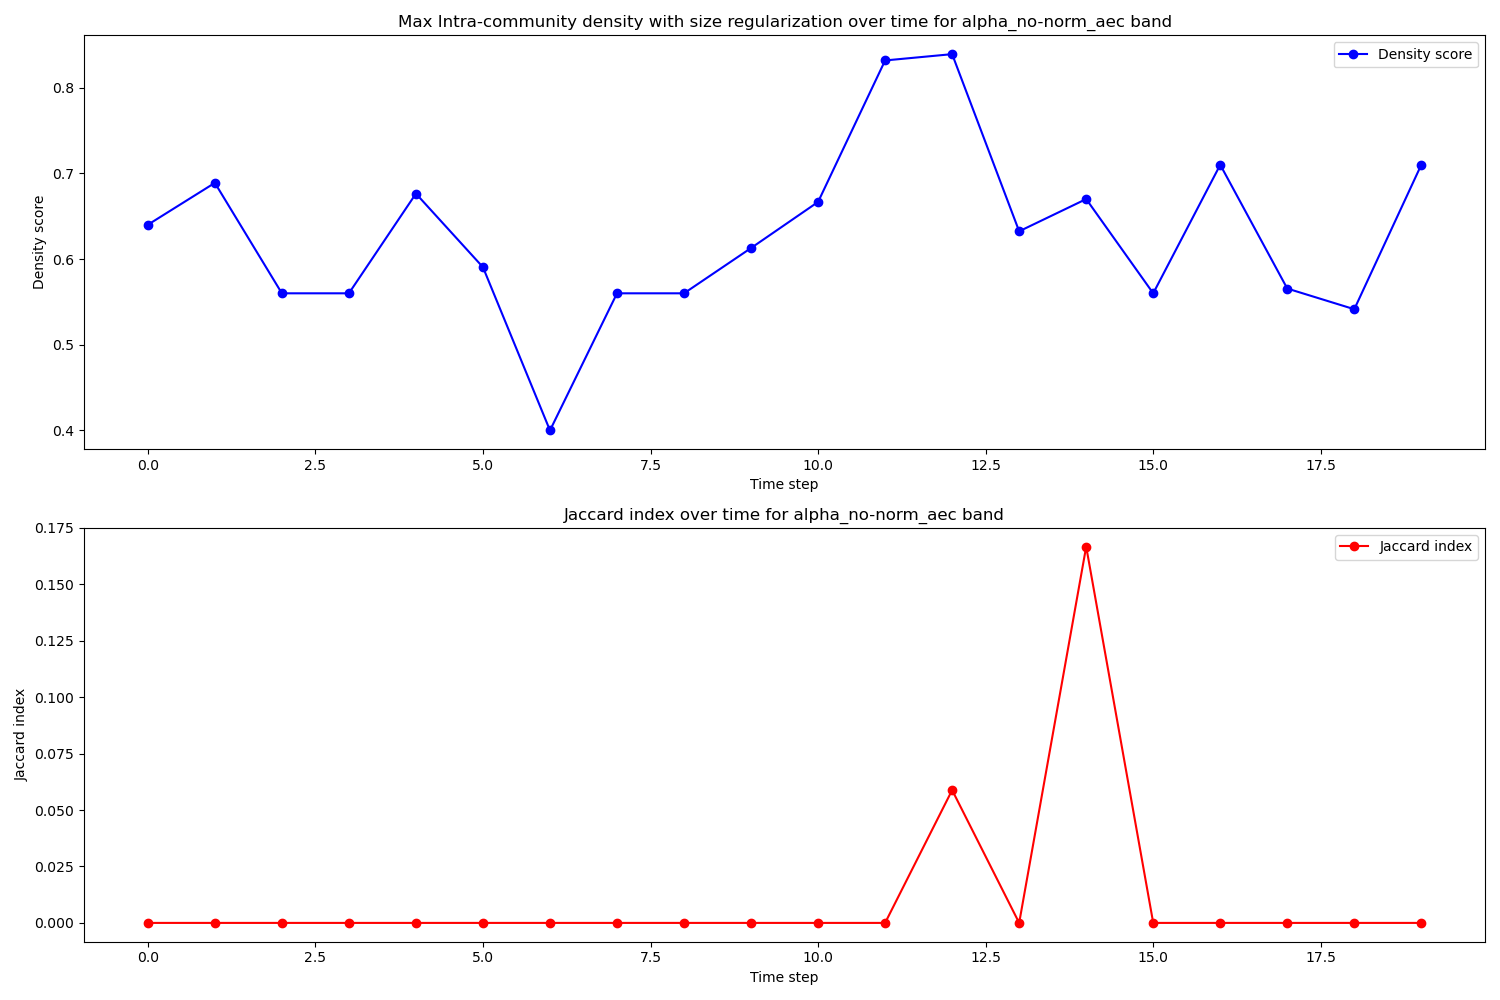 Max Intra-community density with size regularization over time for alpha_no-norm_aec band
Density score
0.8
0.7
0.6
0.5
0.4
Density score
0.0 2.5 5.0 7.5 10.0 12.5 15.0 17.5
Time step
Jaccard index over time for alpha_no-norm_aec band
Jaccard index
0.175
0.150
0.125
0.100
0.075
0.050
0.025
0.000
Jaccard index
0.0 2.5 5.0 7.5 10.0 12.5 15.0 17.5
Time step